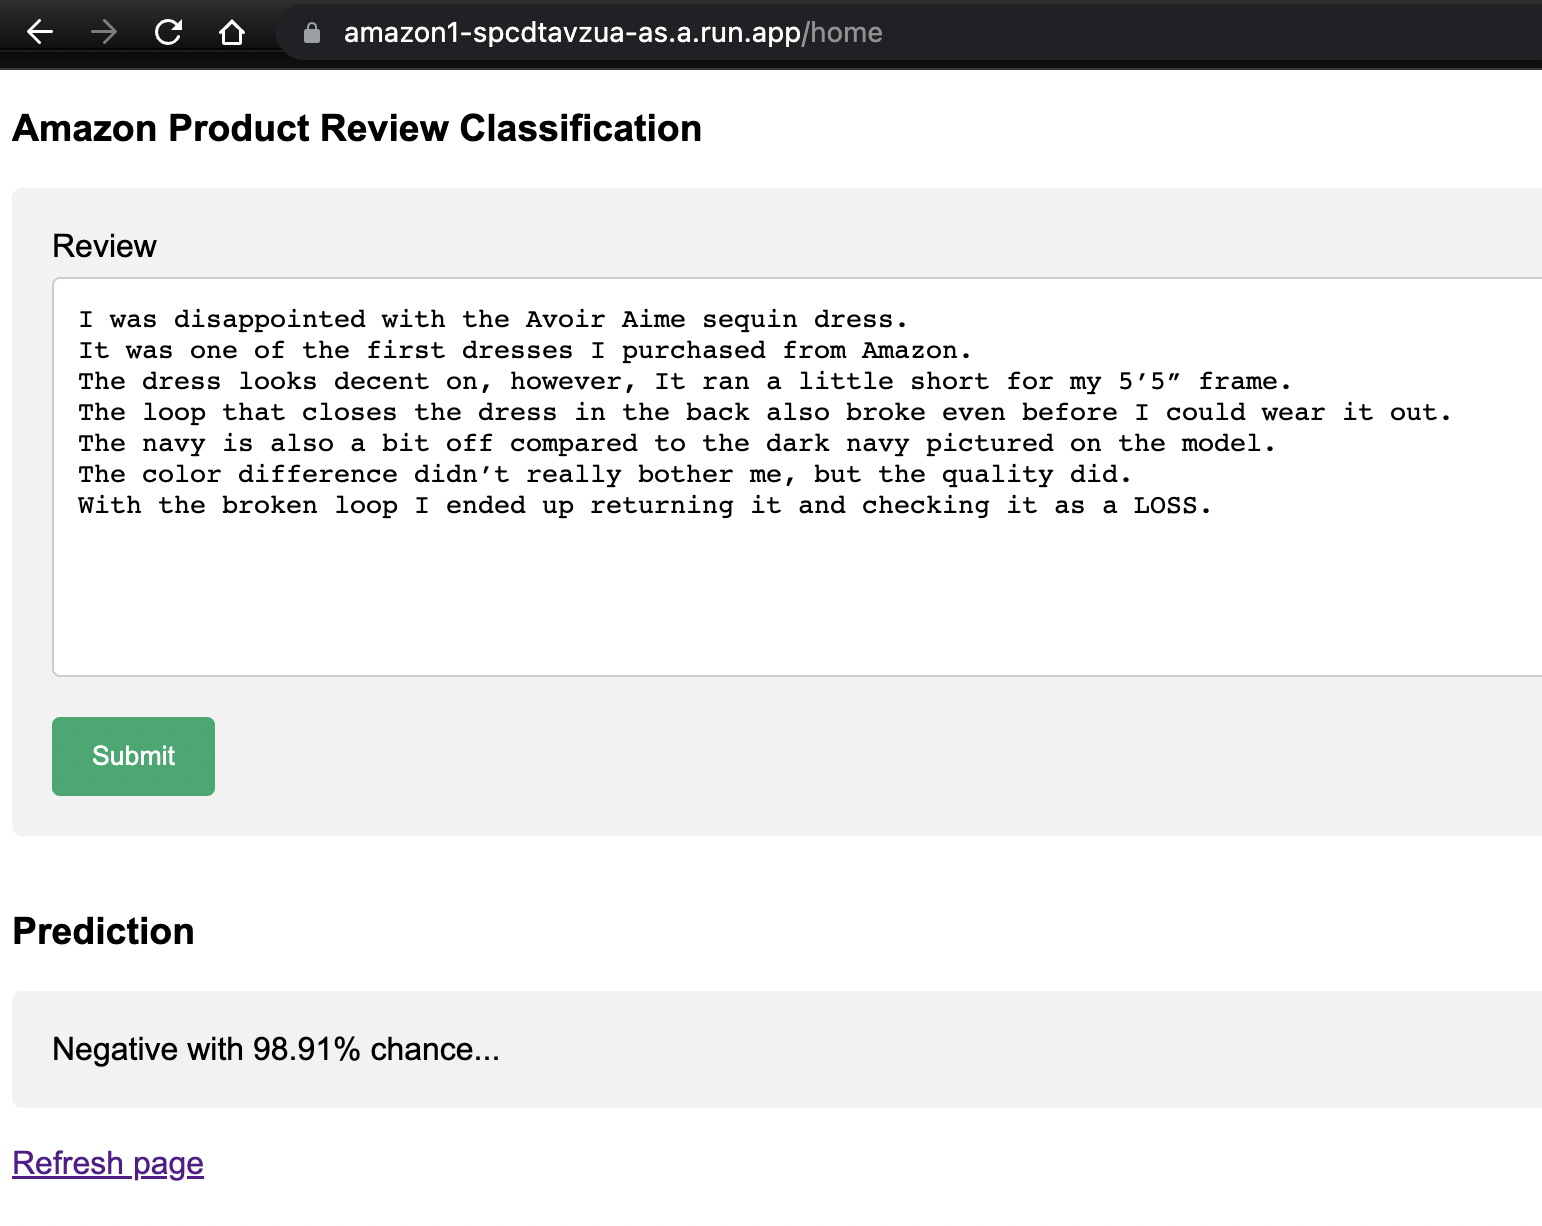 amazon1-spcdtavzua-as.a.run.app/home
Amazon Product Review Classification
Review
I was disappointed with the Avoir Aime sequin dress.
It was one of the first dresses I purchased from Amazon.
The dress looks decent on, however, It ran a little short for my 5’5” frame.
The loop that closes the dress in the back also broke even before I could wear it out.
The navy is also a bit off compared to the dark navy pictured on the model.
The color difference didn’t really bother me, but the quality did.
With the broken loop I ended up returning it and checking it as a LOSS.
Submit
Prediction
Negative with 98.91% chance...
Refresh page